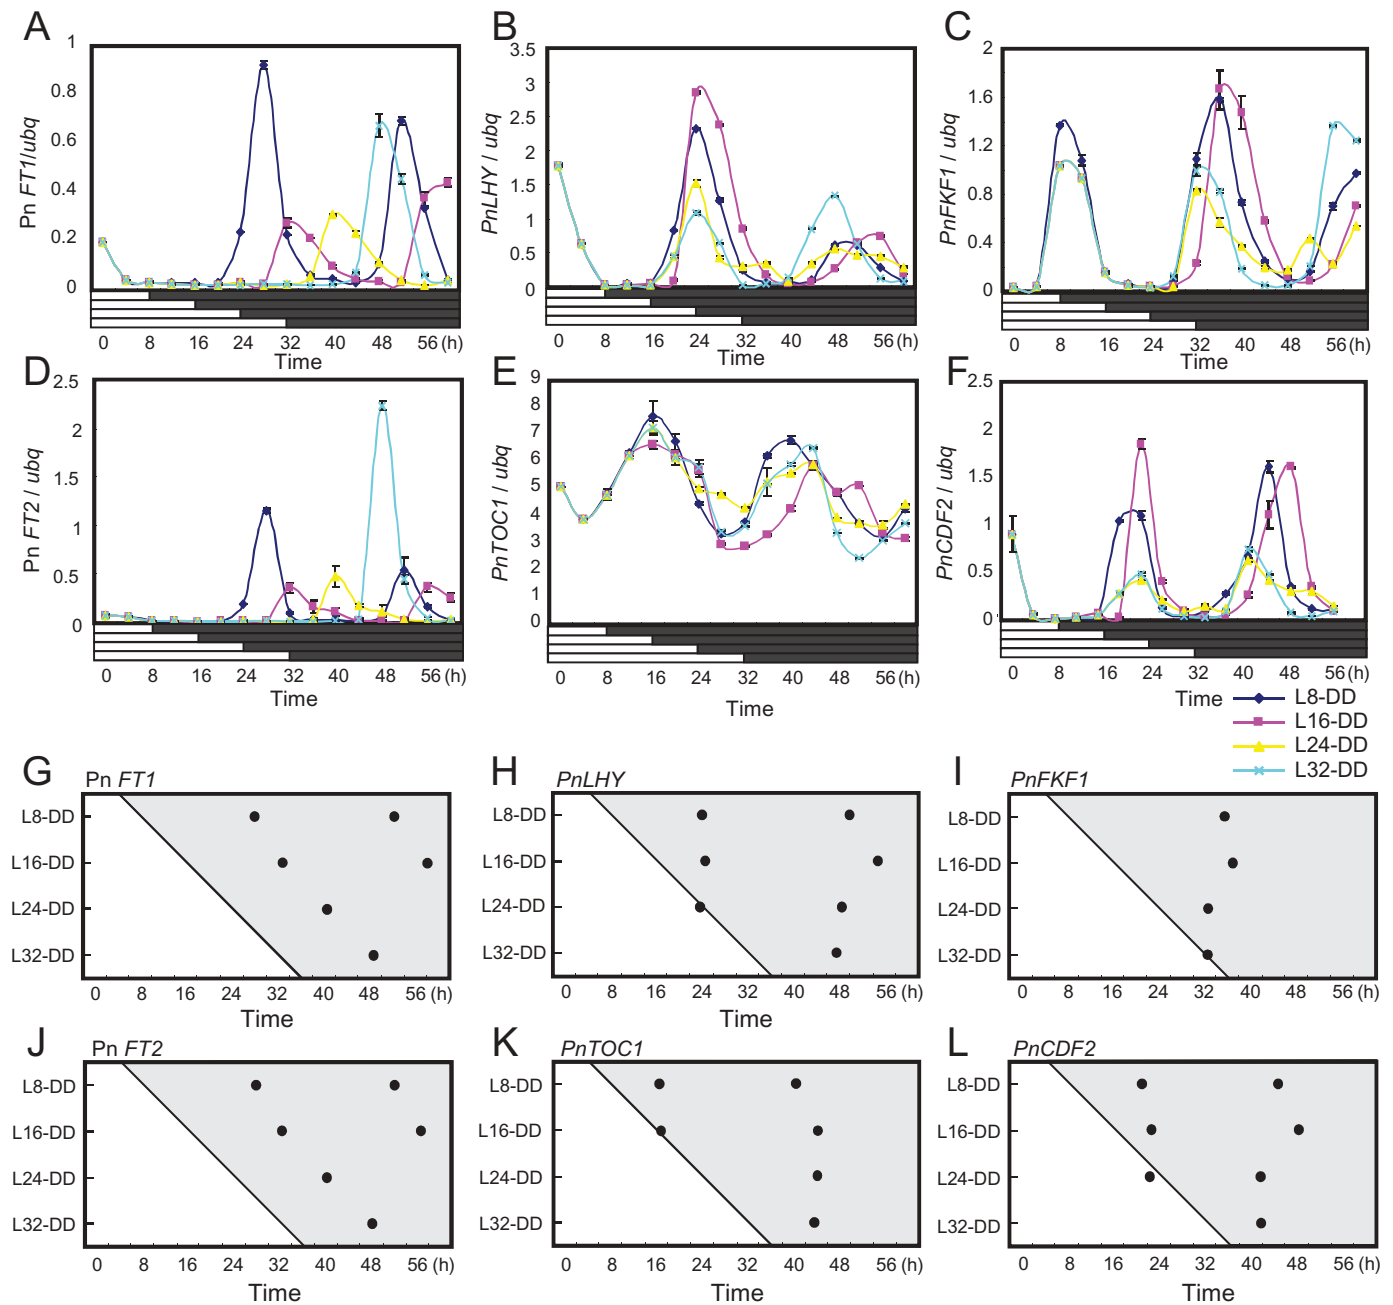 A
1
0.8
0.6
0.4
0.2
0
Pn FT1/ubq
0 8 16 24 32 40 48 56 (h)
Time
B
3.5
3
2.5
2
1.5
1
0.5
0
PnLHY / ubq
0 8 16 24 32 40 48 56 (h)
Time
C
2
1.6
1.2
0.8
0.4
0
PnFKF1 / ubq
0 8 16 24 32 40 48 56 (h)
Time
D
2.5
2
1.5
1
0.5
0
Pn FT2 / ubq
0 8 16 24 32 40 48 56 (h)
Time
E
9
8
7
6
5
4
3
2
1
0
PnTOC1 / ubq
0 8 16 24 32 40 48 56 (h)
Time
F
2.5
2
1.5
1
0.5
0
PnCDF2 / ubq
0 8 16 24 32 40 48 56 (h)
Time
L8-DD
L16-DD
L24-DD
L32-DD
G
Pn FT1
L8-DD
L16-DD
L24-DD
L32-DD
0 8 16 24 32 40 48 56 (h)
Time
H
PnLHY
L8-DD
L16-DD
L24-DD
L32-DD
0 8 16 24 32 40 48 56 (h)
Time
I
PnFKF1
L8-DD
L16-DD
L24-DD
L32-DD
0 8 16 24 32 40 48 56 (h)
Time
J
Pn FT2
L8-DD
L16-DD
L24-DD
L32-DD
0 8 16 24 32 40 48 56 (h)
Time
K
PnTOC1
L8-DD
L16-DD
L24-DD
L32-DD
0 8 16 24 32 40 48 56 (h)
Time
L
PnCDF2
L8-DD
L16-DD
L24-DD
L32-DD
0 8 16 24 32 40 48 56 (h)
Time